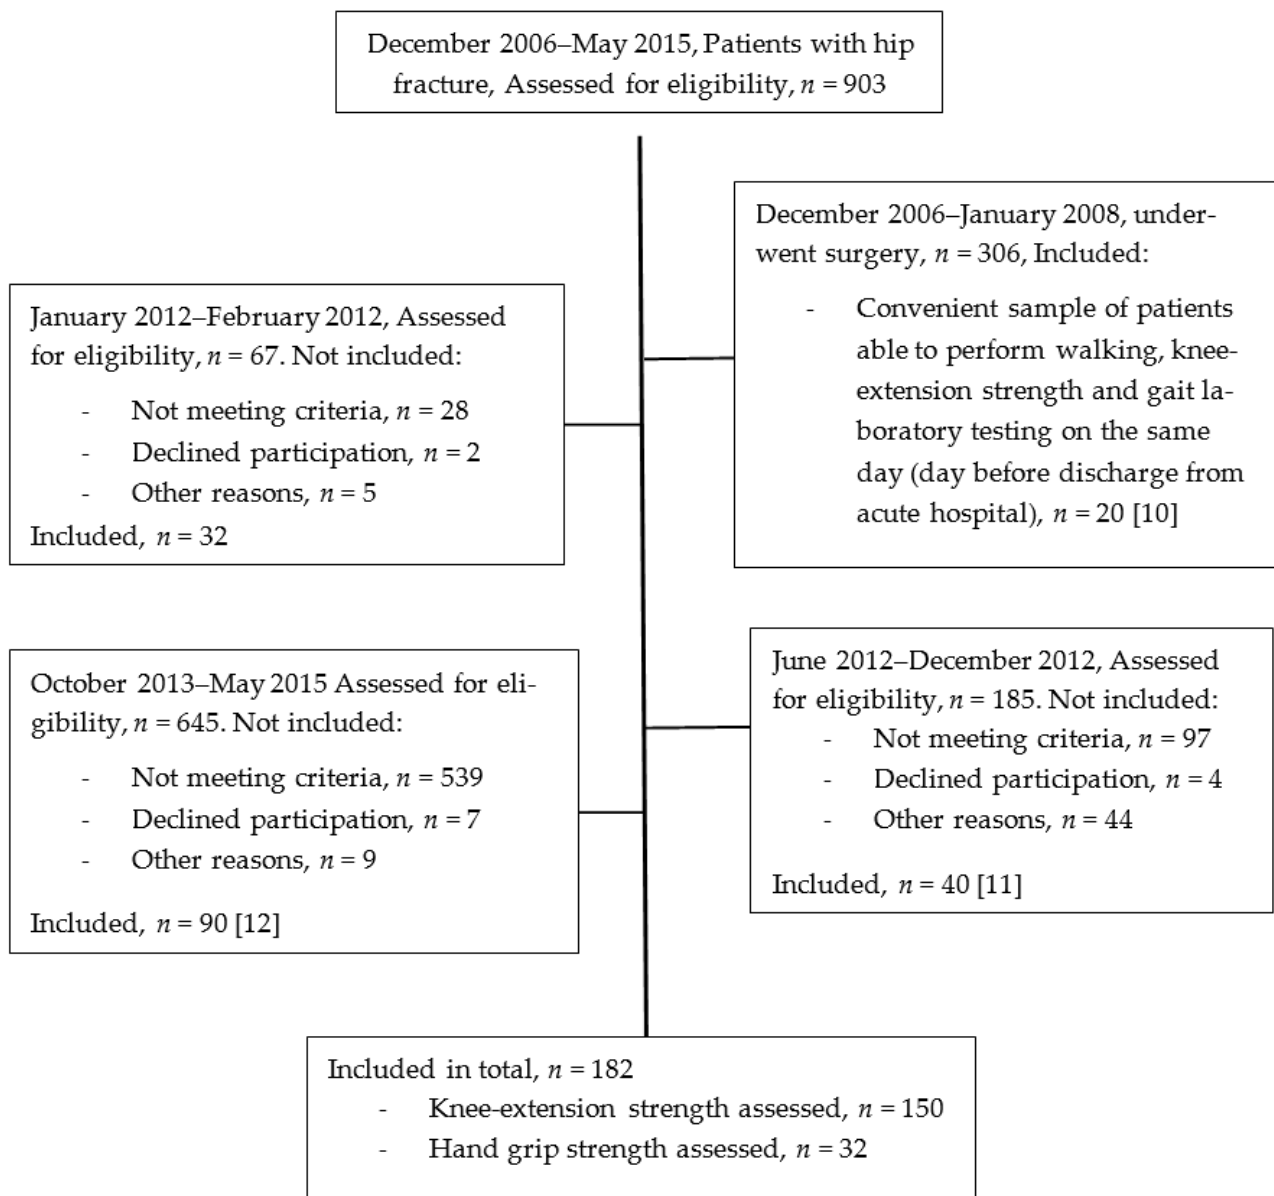 December 2006–May 2015, Patients with hip
fracture, Assessed for eligibility, n = 903
December 2006–January 2008, under-
went surgery, n = 306, Included:
- Convenient sample of patients
able to perform walking, knee-
extension strength and gait la-
boratory testing on the same
day (day before discharge from
acute hospital), n = 20 [10]
January 2012–February 2012, Assessed
for eligibility, n = 67. Not included:
- Not meeting criteria, n = 28
- Declined participation, n = 2
- Other reasons, n = 5
Included, n = 32
June 2012–December 2012, Assessed
for eligibility, n = 185. Not included:
- Not meeting criteria, n = 97
- Declined participation, n = 4
- Other reasons, n = 44
Included, n = 40 [11]
October 2013–May 2015 Assessed for eli-
gibility, n = 645. Not included:
- Not meeting criteria, n = 539
- Declined participation, n = 7
- Other reasons, n = 9
Included, n = 90 [12]
Included in total, n = 182
- Knee-extension strength assessed, n = 150
- Hand grip strength assessed, n = 32